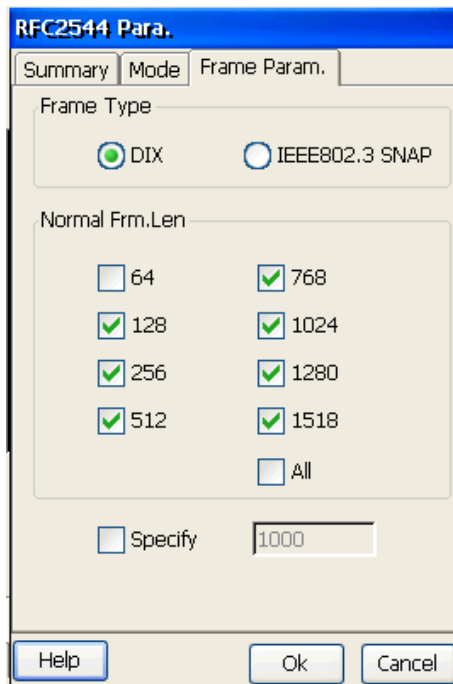 RFC2544 Para.
Summary Mode Frame Param.
Frame Type
DIX IEEE802.3 SNAP
Normal Frm.Len
64 768
128 1024
256 1280
512 1518
All
Specify 1000
Help Ok Cancel